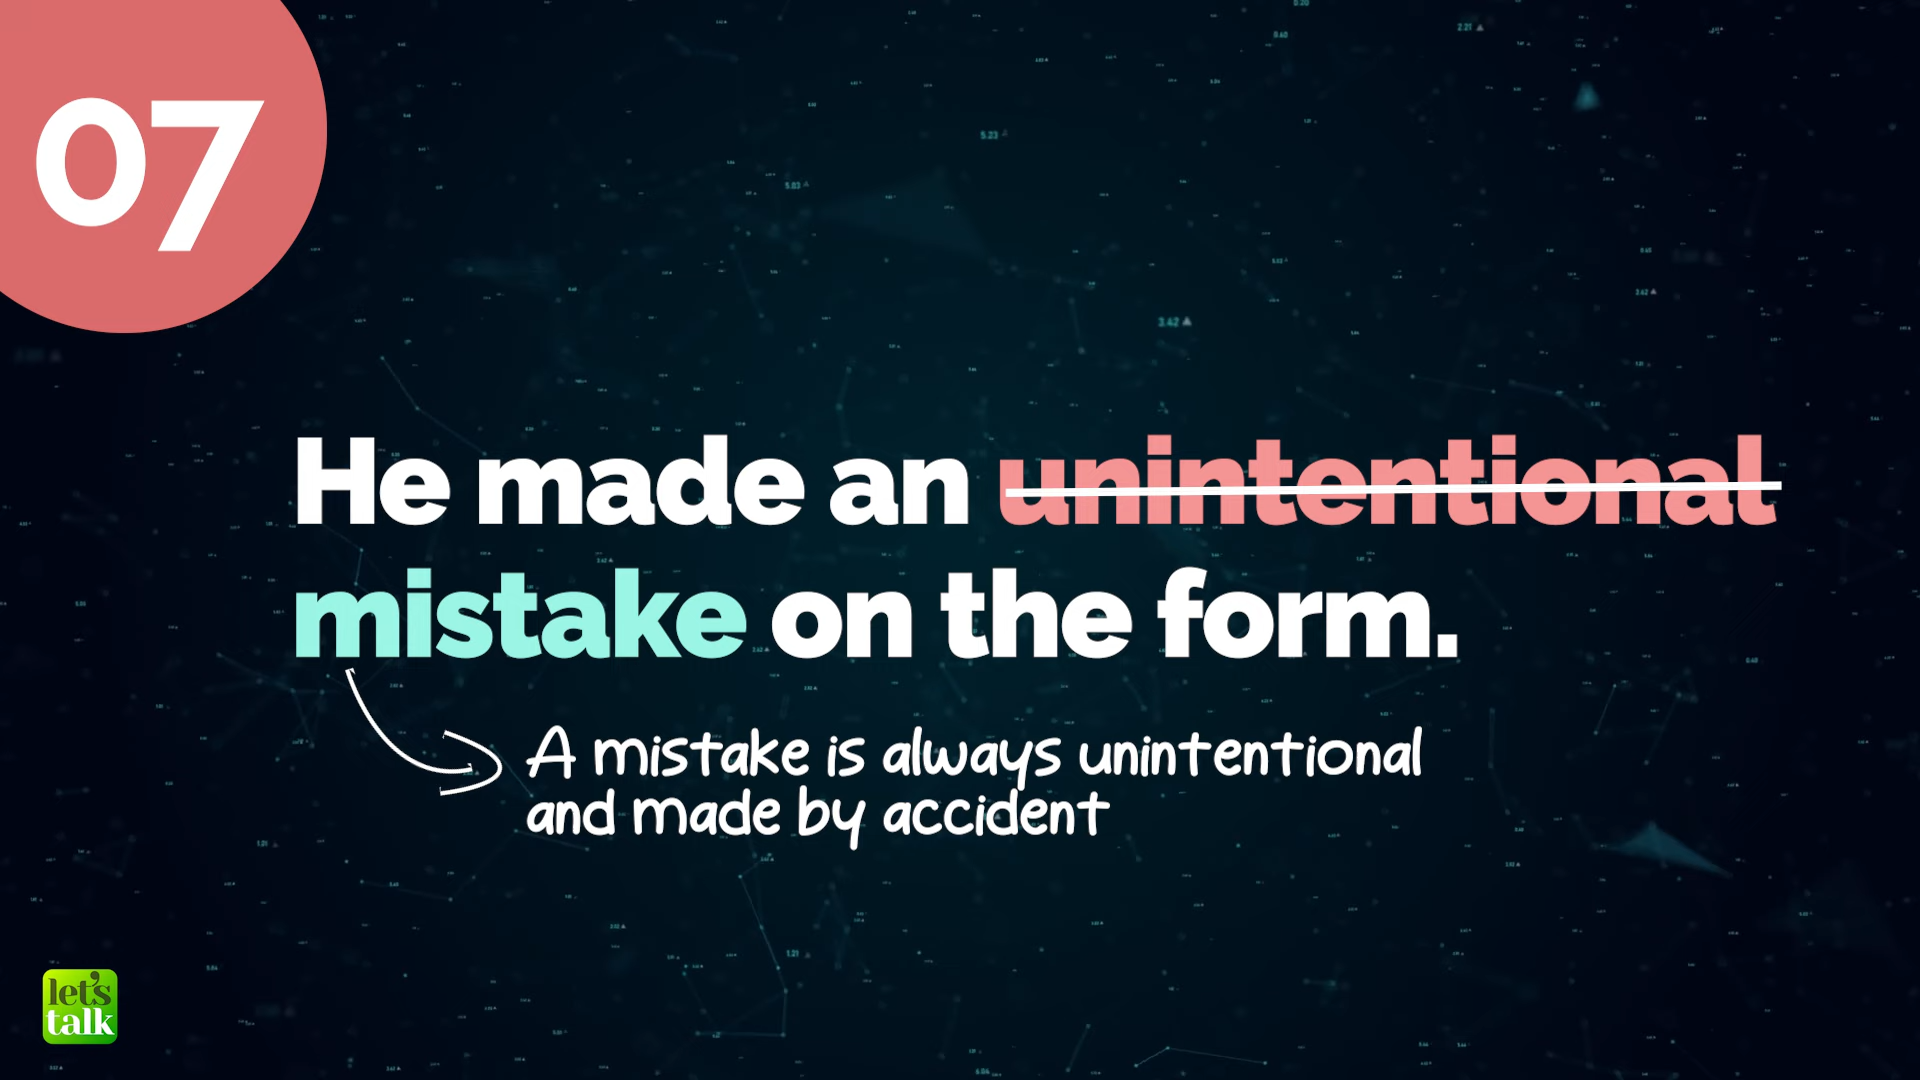 07
He made an unintentional
mistake on the form.
A mistake is always unintentional
and made by accident
let's
talk